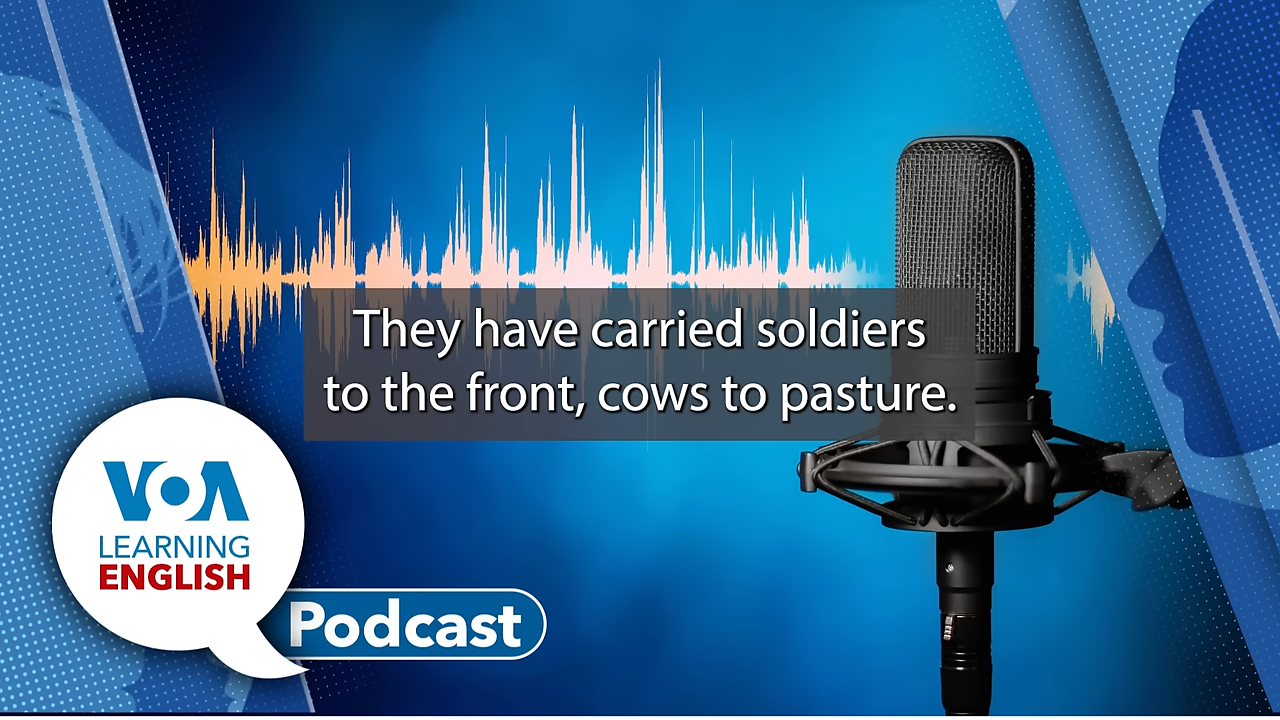 They have carried soldiers
to the front, cows to pasture.
VOA
LEARNING
ENGLISH
Podcast